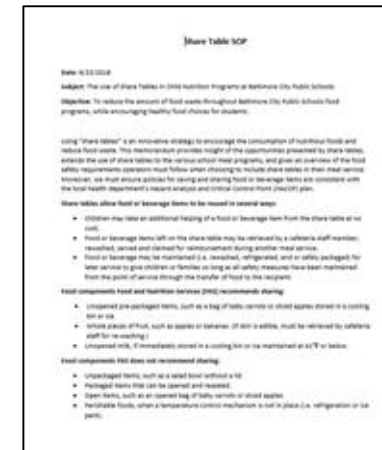 Share Table SOP
Date: 8/23/2018
Subject: The use of Share Tables in Child Nutrition Programs at Baltimore City Public Schools
Objective: To reduce the amount of food waste throughout Baltimore City Public Schools food
programs, while encouraging healthy food choices for students.
Using "share tables" is an innovative strategy to encourage the consumption of nutritious foods and
reduce food waste. This memorandum provides insight of the opportunities presented by share tables,
extends the use of share tables to the various school meal programs, and gives an overview of the food
safety requirements operators must follow when choosing to include share tables in their meal service.
Moreover, we must ensure policies for saving and sharing food or beverage items are consistent with
the local health department's Hazard Analysis and Critical Control Point (HACCP) plan.
Share tables allow food or beverage items to be reused in several ways:
• Children may take an additional helping of a food or beverage item from the share table at no
cost;
• Food or beverage items left on the share table may be retrieved by a cafeteria staff member,
rewashed, served and claimed for reimbursement during another meal service.
• Food or beverage may be maintained (i.e. rewashed, refrigerated, and or safely packaged) for
later service to give children or families so long as all safety measures have been maintained
from the point of service through the transfer of food to the recipient.
Food components Food and Nutrition Services (FNS) recommends sharing:
• Unopened pre-packaged items, such as a bag of baby carrots or sliced apples stored in a cooling
bin or ice.
• Whole pieces of fruit, such as apples or bananas. (If skin is edible, must be retrieved by cafeteria
staff for re-washing.)
• Unopened milk, if immediately stored in a cooling bin or ice maintained at 41°F or below.
Food components FNS does not recommend sharing:
• Unpackaged items, such as a salad bowl without a lid
• Packaged items that can be opened and resealed.
• Open items, such as an opened bag of baby carrots or sliced apples.
• Perishable foods, when a temperature control mechanism is not in place (i.e. refrigeration or ice
pack).